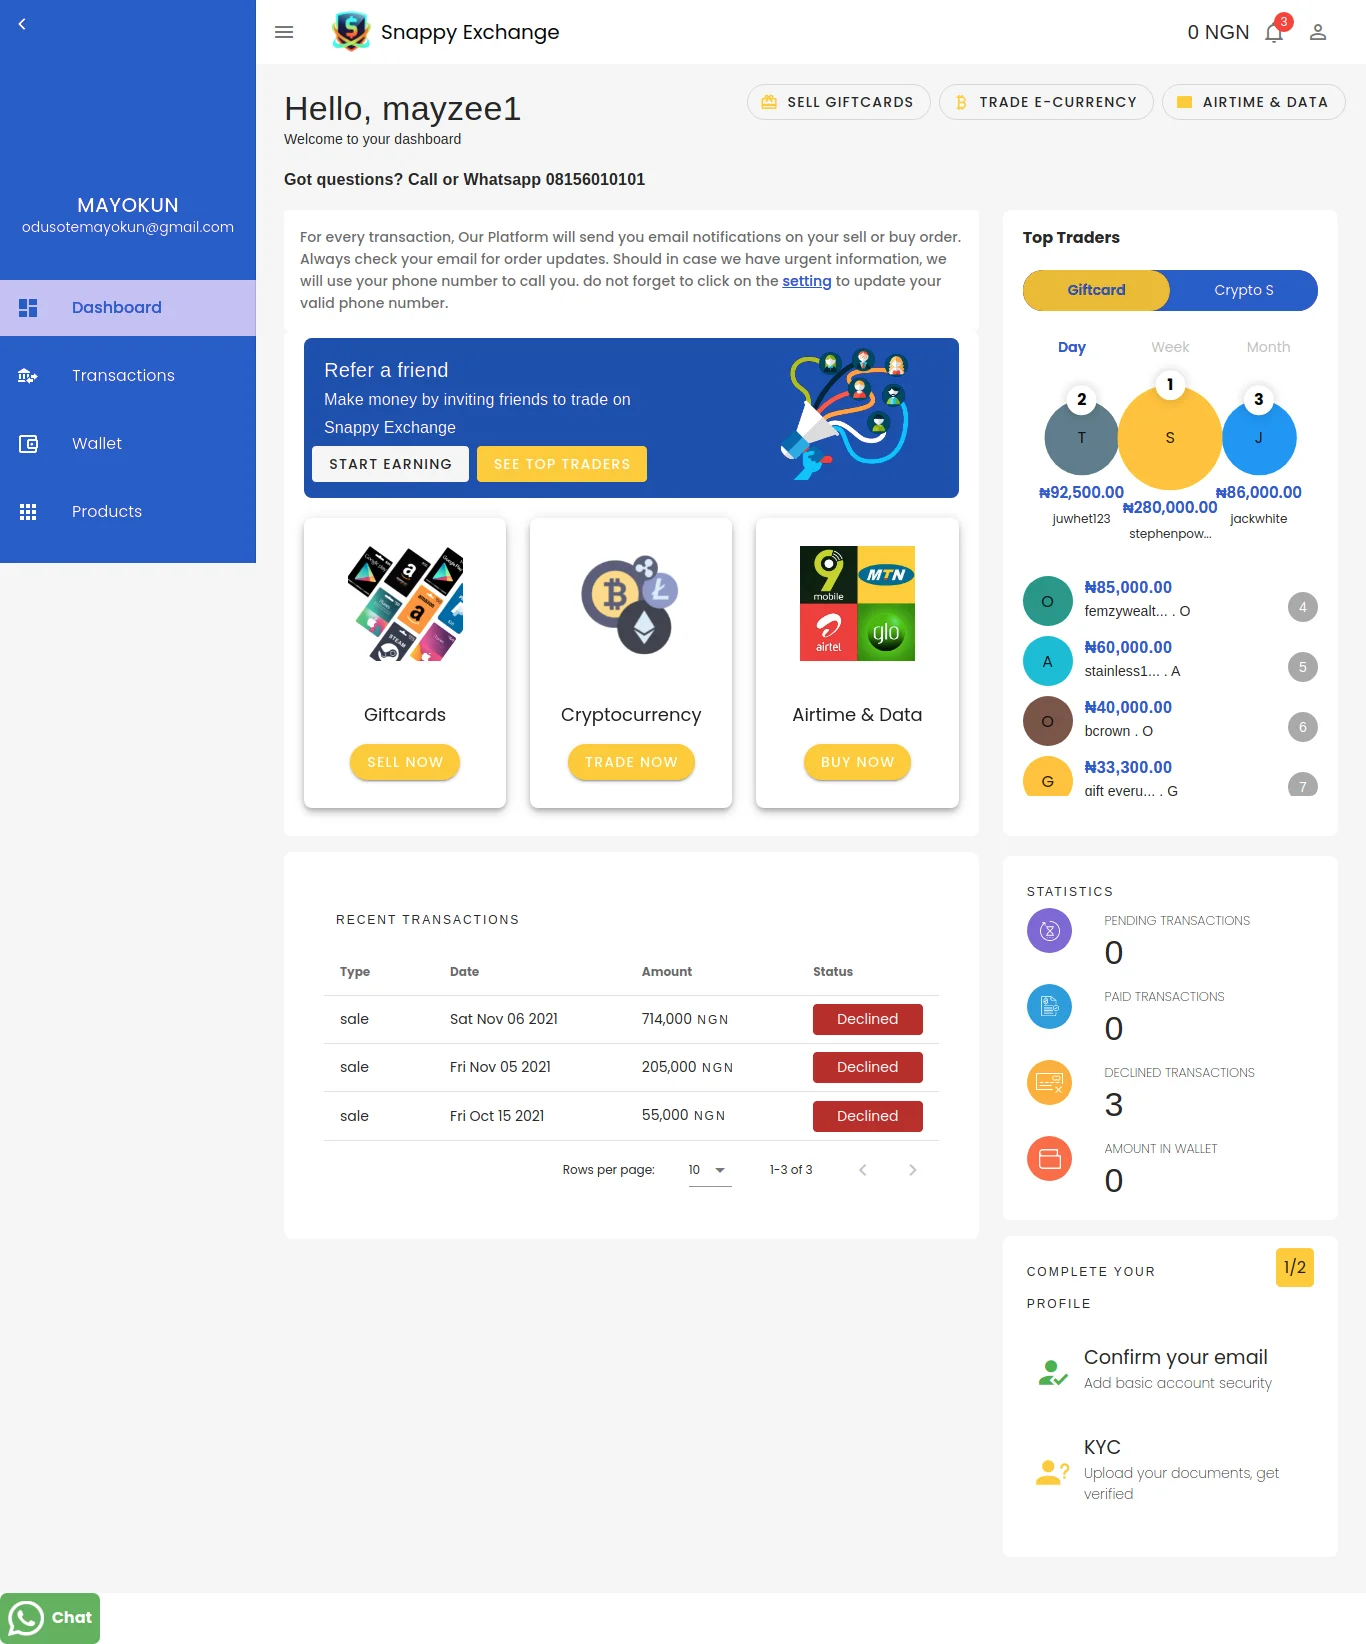 Snappy Exchange
0 NGN
3
MAYOKUN
odusotemayokun@gmail.com
Dashboard
Transactions
Wallet
Products
Hello, mayzee1
Welcome to your dashboard
SELL GIFTCARDS
TRADE E-CURRENCY
AIRTIME & DATA
Got questions? Call or Whatsapp 08156010101
For every transaction, Our Platform will send you email notifications on your sell or buy order.
Always check your email for order updates. Should in case we have urgent information, we
will use your phone number to call you. do not forget to click on the setting to update your
valid phone number.
Refer a friend
Make money by inviting friends to trade on
Snappy Exchange
START EARNING
SEE TOP TRADERS
9
mobile
MTN
airtel
glo
amazon
STEAM
Giftcards
SELL NOW
Cryptocurrency
TRADE NOW
Airtime & Data
BUY NOW
Top Traders
Giftcard
Crypto S
Day
Week
Month
2
T
₦92,500.00
juwhet123
1
S
₦280,000.00
stephenpow...
3
J
₦86,000.00
jackwhite
O
₦85,000.00
femzywealt... . O
4
A
₦60,000.00
stainless1... . A
5
O
₦40,000.00
bcrown . O
6
G
₦33,300.00
gift everu... . G
7
RECENT TRANSACTIONS
Type Date Amount Status
sale Sat Nov 06 2021 714,000 NGN Declined
sale Fri Nov 05 2021 205,000 NGN Declined
sale Fri Oct 15 2021 55,000 NGN Declined
Rows per page: 10 1-3 of 3
STATISTICS
PENDING TRANSACTIONS
0
PAID TRANSACTIONS
0
DECLINED TRANSACTIONS
3
AMOUNT IN WALLET
0
COMPLETE YOUR
PROFILE
1/2
Confirm your email
Add basic account security
KYC
Upload your documents, get
verified
Chat